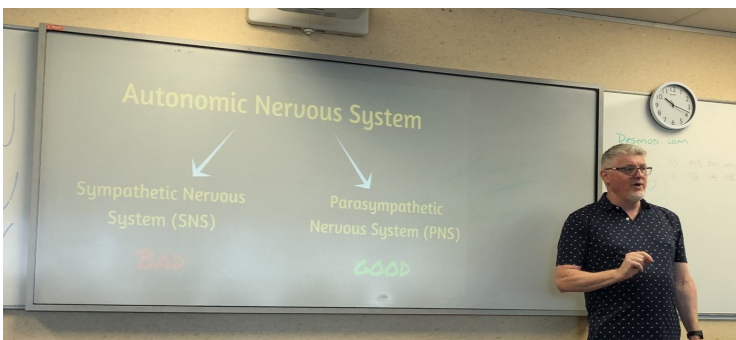 Autonomic Nervous System
Sympathetic Nervous
System (SNS)
BAD
Parasympathetic
Nervous System (PNS)
GOOD
Desmos.com